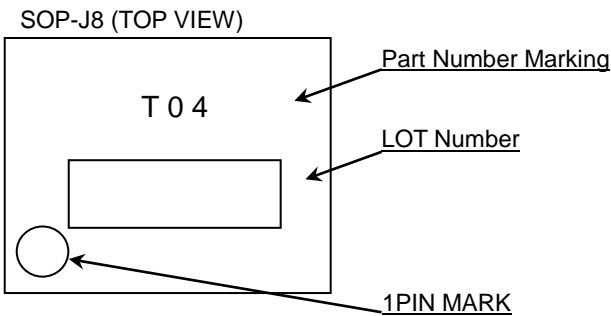 SOP-J8 (TOP VIEW)
Part Number Marking
T 0 4
LOT Number
1PIN MARK